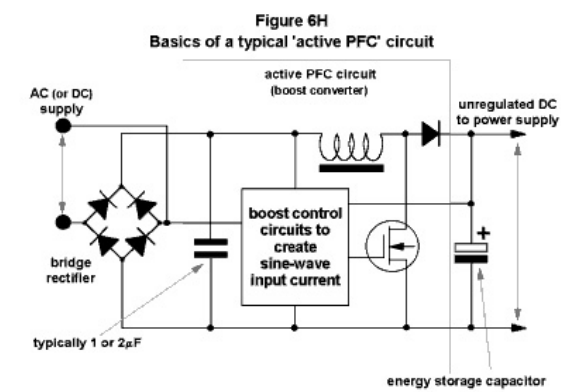 Figure 6H
Basics of a typical 'active PFC' circuit
active PFC circuit
(boost converter)
AC (or DC)
supply
unregulated DC
to power supply
boost control
circuits to
create
sine-wave
input current
+
bridge
rectifier
typically 1 or 2µF
energy storage capacitor